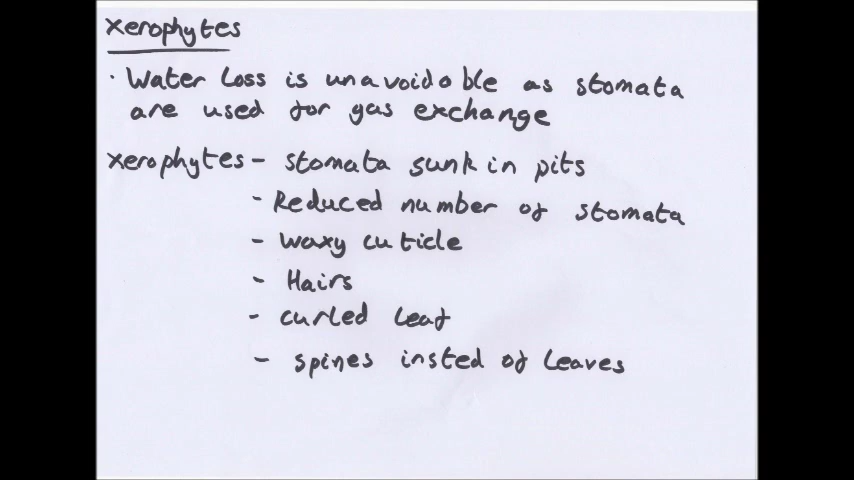 Xerophytes
· Water Loss is unavoidable as stomata
are used for gas exchange
Xerophytes - stomata sunk in pits
- Reduced number of stomata
- Waxy cuticle
- Hairs
- curled leaf
- spines insted of leaves